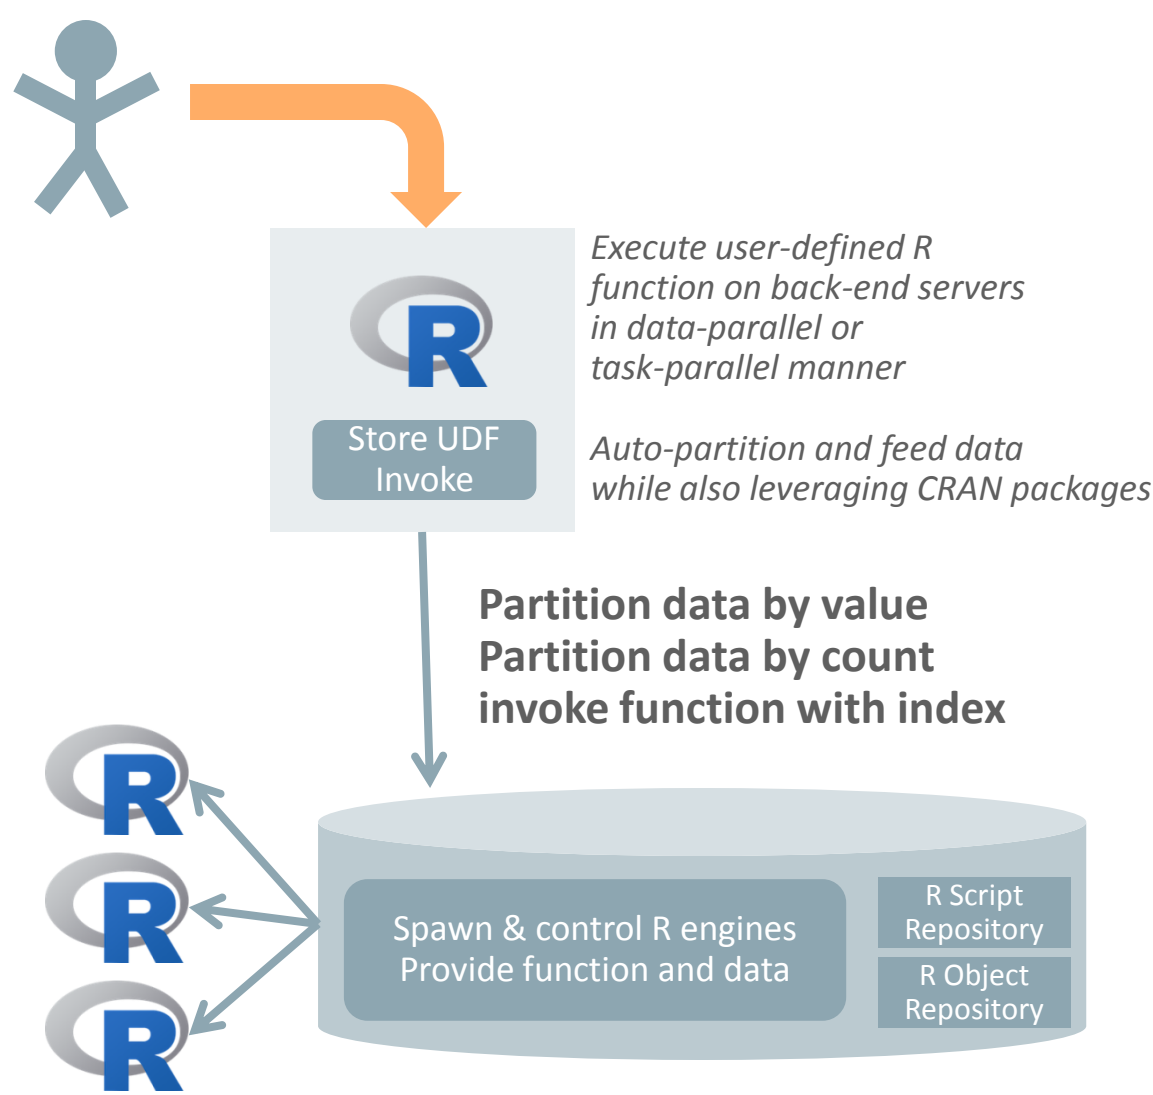 R
Store UDF
Invoke
Execute user-defined R
function on back-end servers
in data-parallel or
task-parallel manner
Auto-partition and feed data
while also leveraging CRAN packages
Partition data by value
Partition data by count
invoke function with index
R
R
R
Spawn & control R engines
Provide function and data
R Script
Repository
R Object
Repository